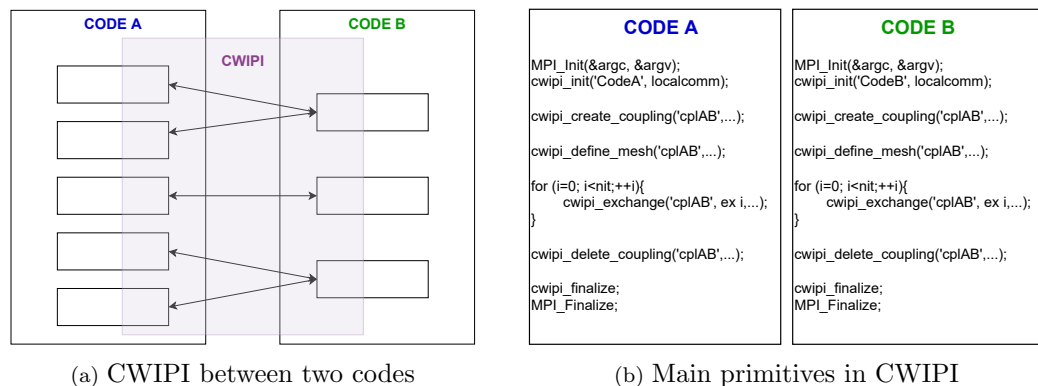 CODE A
CODE B
CWIPI
(a) CWIPI between two codes
CODE A
MPI_Init(&argc, &argv);
cwipi_init('CodeA', localcomm);
cwipi_create_coupling('cplAB',...);
cwipi_define_mesh('cplAB',...);
for (i=0; i<nit;++i){
cwipi_exchange('cplAB', ex i,...);
}
cwipi_delete_coupling('cplAB',...);
cwipi_finalize;
MPI_Finalize;
CODE B
MPI_Init(&argc, &argv);
cwipi_init('CodeB', localcomm);
cwipi_create_coupling('cplAB',...);
cwipi_define_mesh('cplAB',...);
for (i=0; i<nit;++i){
cwipi_exchange('cplAB', ex i,...);
}
cwipi_delete_coupling('cplAB',...);
cwipi_finalize;
MPI_Finalize;
(b) Main primitives in CWIPI